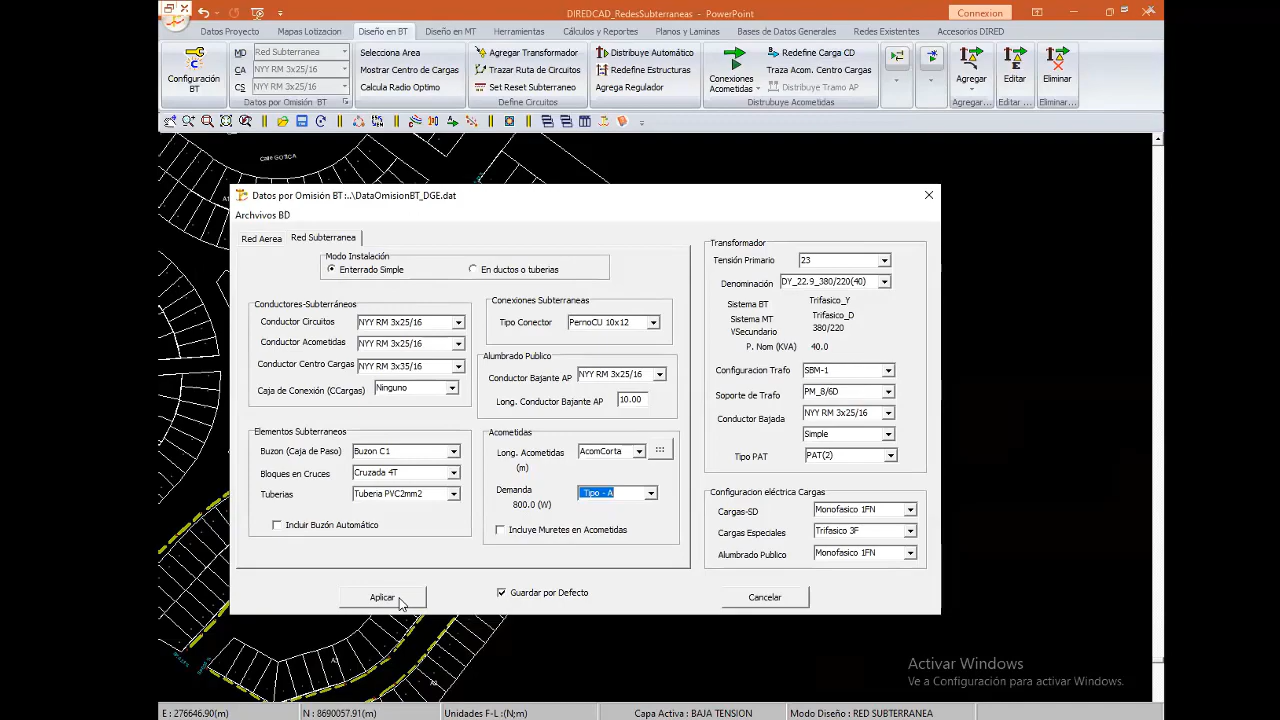 DIREDCAD_RedesSubterraneas - PowerPoint
Connexion
Datos Proyecto
Mapas Lotizacion
Diseño en BT
Diseño en MT
Herramientas
Cálculos y Reportes
Planos y Laminas
Base de Datos Generales
Redes Existentes
Accesorios DIRED
Configuración BT
MD Red Subterranea
CA NYY RM 3x25/16
CS NYY RM 3x25/16
Datos por Omisión BT
Selecciona Area
Mostrar Centro de Cargas
Calcula Radio Optimo
Agregar Transformador
Trazar Ruta de Circuitos
Set Reset Subterraneo
Define Circuitos
Distribuye Automático
Redefine Estructuras
Agrega Regulador
Conexiones Acometidas
Redefine Carga CD
Traza Acom. Centro Cargas
Distribuye Tramo AP
Distrubuye Acometidas
Agregar
Agregar...
Editar
Editar ...
Eliminar
Eliminar...
Calle GOTICA
Datos por Omisión BT:..\DataOmisionBT_DGE.dat
Archvivos BD
Red Aerea
Red Subterranea
Modo Instalación
Enterrado Simple
En ductos o tuberias
Conductores-Subterráneos
Conductor Circuitos NYY RM 3x25/16
Conductor Acometidas NYY RM 3x25/16
Conductor Centro Cargas NYY RM 3x35/16
Caja de Conexión (CCargas) Ninguno
Conexiones Subterraneas
Tipo Conector PernoCU 10x12
Alumbrado Publico
Conductor Bajante AP NYY RM 3x25/16
Long. Conductor Bajante AP 10.00
Elementos Subterraneos
Buzon (Caja de Paso) Buzon C1
Bloques en Cruces Cruzada 4T
Tuberias Tuberia PVC2mm2
Incluir Buzón Automático
Acometidas
Long. Acometidas AcomCorta
(m)
Demanda Tipo - A
800.0 (W)
Incluye Muretes en Acometidas
Transformador
Tensión Primario 23
Denominación DY_22.9_380/220(40)
Sistema BT Trifasico_Y
Sistema MT Trifasico_D
VSecundario 380/220
P. Nom (KVA) 40.0
Configuracion Trafo SBM-1
Soporte de Trafo PM_8/6D
Conductor Bajada NYY RM 3x25/16
Simple
Tipo PAT PAT(2)
Configuracion eléctrica Cargas
Cargas-SD Monofasico 1FN
Cargas Especiales Trifasico 3F
Alumbrado Publico Monofasico 1FN
Aplicar
Guardar por Defecto
Cancelar
Activar Windows
Ve a Configuración para activar Windows.
E : 276646.90(m)
N : 8690057.91(m)
Unidades F-L :(N;m)
Capa Activa : BAJA TENSION
Modo Diseño : RED SUBTERRANEA